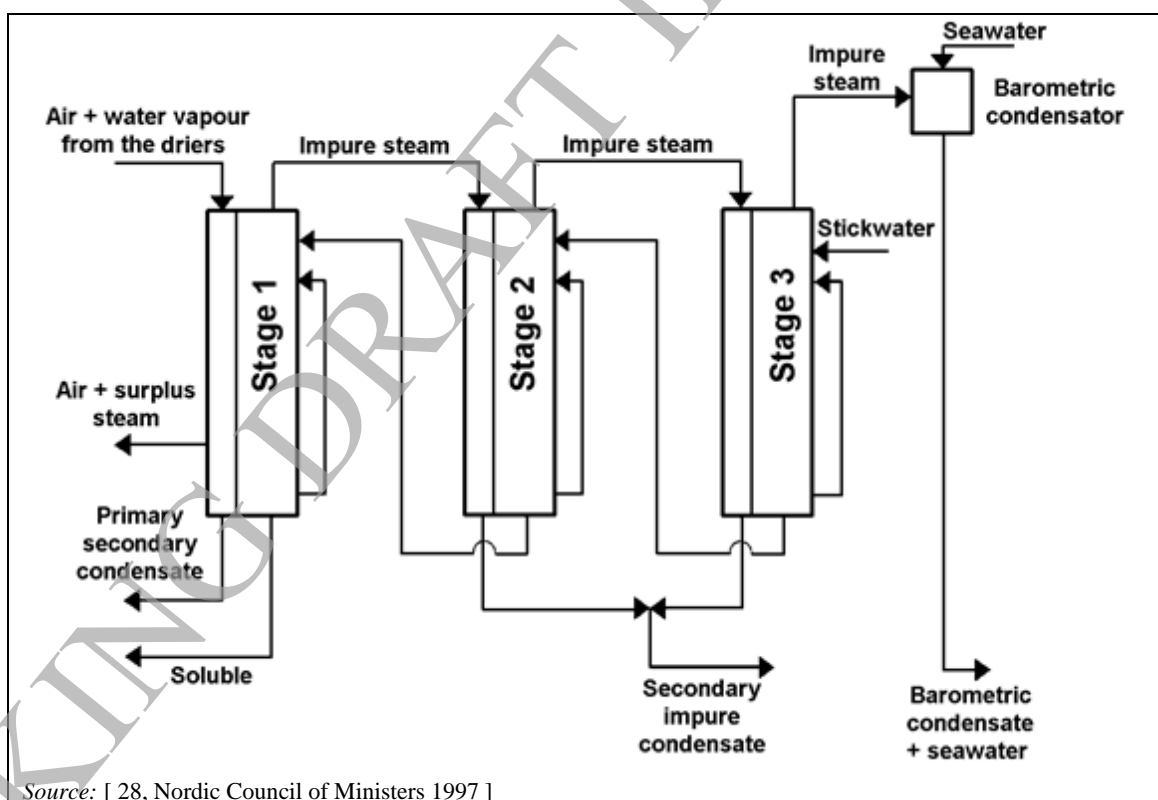 Seawater
Impure
steam
Barometric
condensator
Air + water vapour
from the driers
Impure steam
Impure steam
Stickwater
Stage 1
Stage 2
Stage 3
Air + surplus
steam
Primary
secondary
condensate
Soluble
Secondary
impure
condensate
Barometric
condensate
+ seawater
Source: [ 28, Nordic Council of Ministers 1997 ]
KING DRAFT